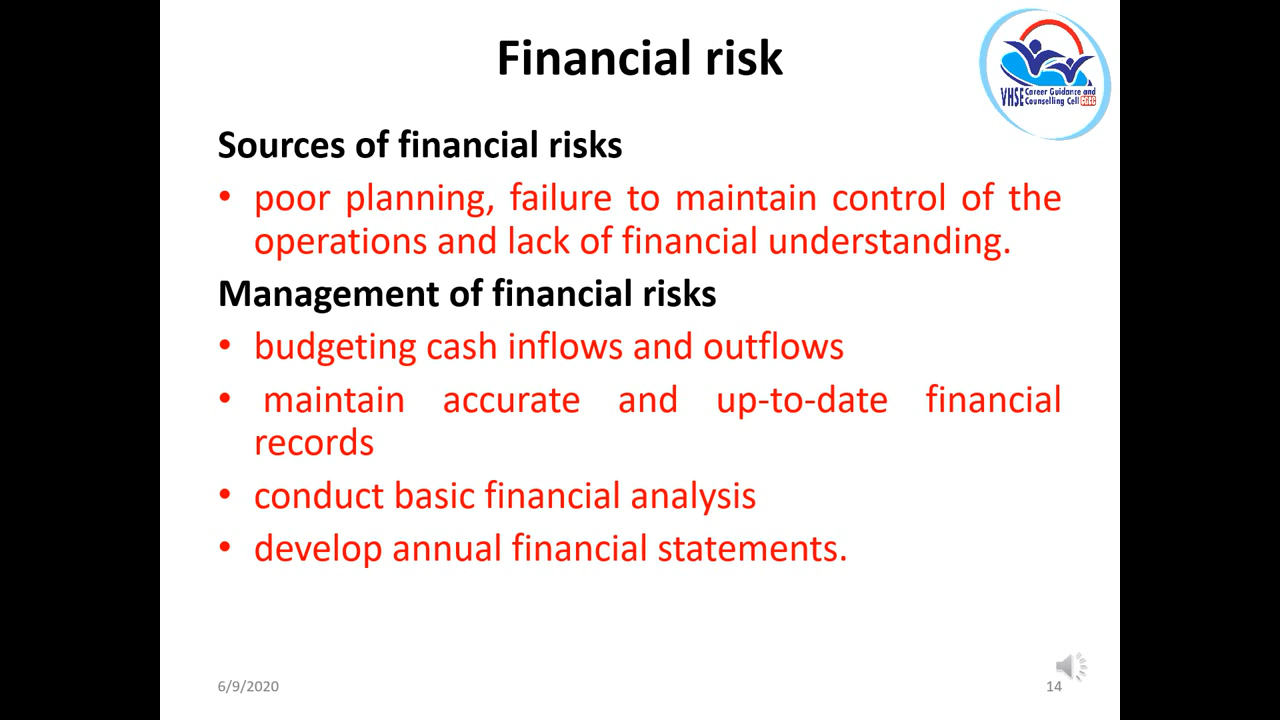 Financial risk
VHSE Career Guidance and
Counselling Cell CGCC
Sources of financial risks
• poor planning, failure to maintain control of the
operations and lack of financial understanding.
Management of financial risks
• budgeting cash inflows and outflows
• maintain accurate and up-to-date financial
records
• conduct basic financial analysis
• develop annual financial statements.
6/9/2020
14